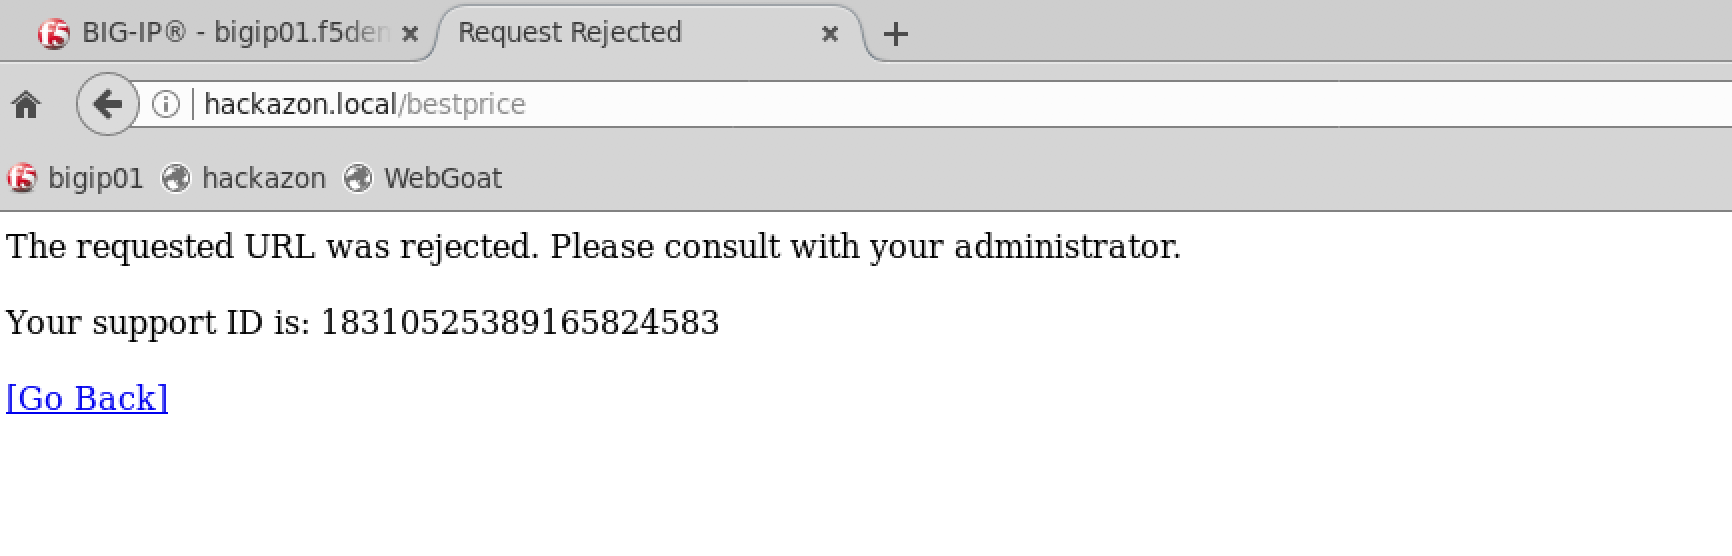 BIG-IP® - bigip01.f5den
Request Rejected
hackazon.local/bestprice
bigip01 hackazon WebGoat
The requested URL was rejected. Please consult with your administrator.
Your support ID is: 18310525389165824583
[Go Back]